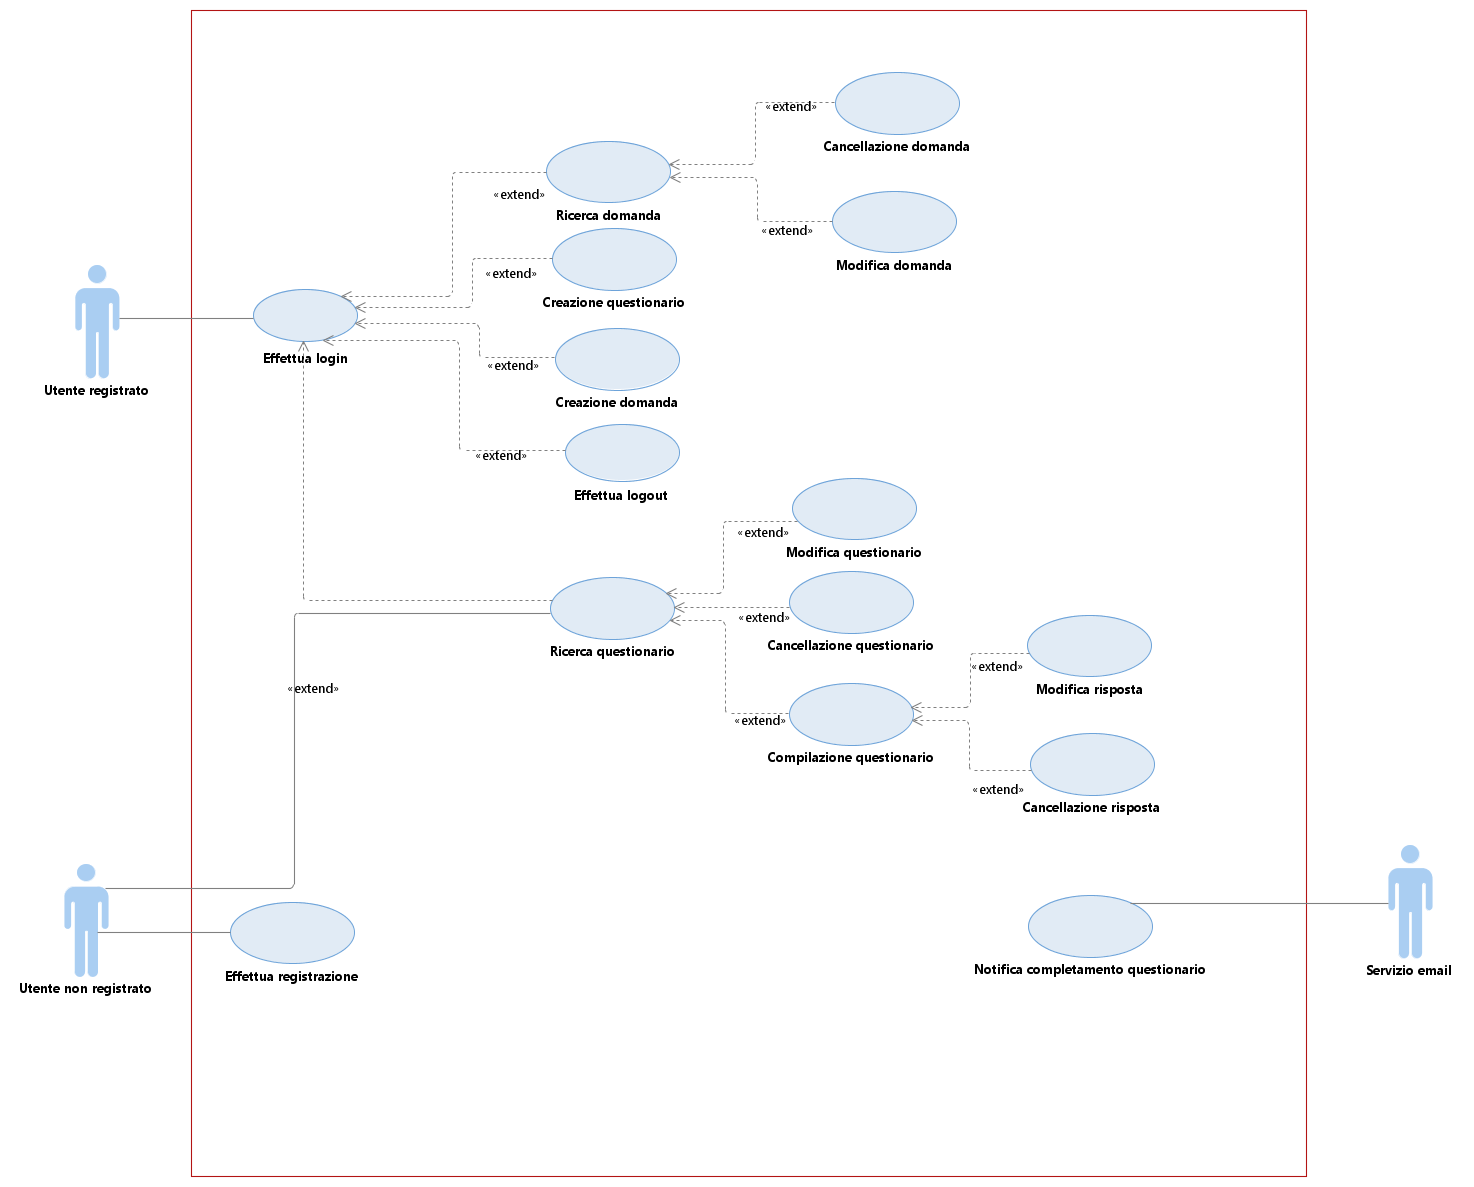 «extend»
Cancellazione domanda
«extend»
Ricerca domanda
«extend»
Modifica domanda
«extend»
Creazione questionario
Effettua login
«extend»
Utente registrato
Creazione domanda
«extend»
Effettua logout
«extend»
Modifica questionario
«extend»
Cancellazione questionario
Ricerca questionario
«extend»
Modifica risposta
«extend»
«extend»
Compilazione questionario
«extend»
Cancellazione risposta
Notifica completamento questionario
Servizio email
Effettua registrazione
Utente non registrato